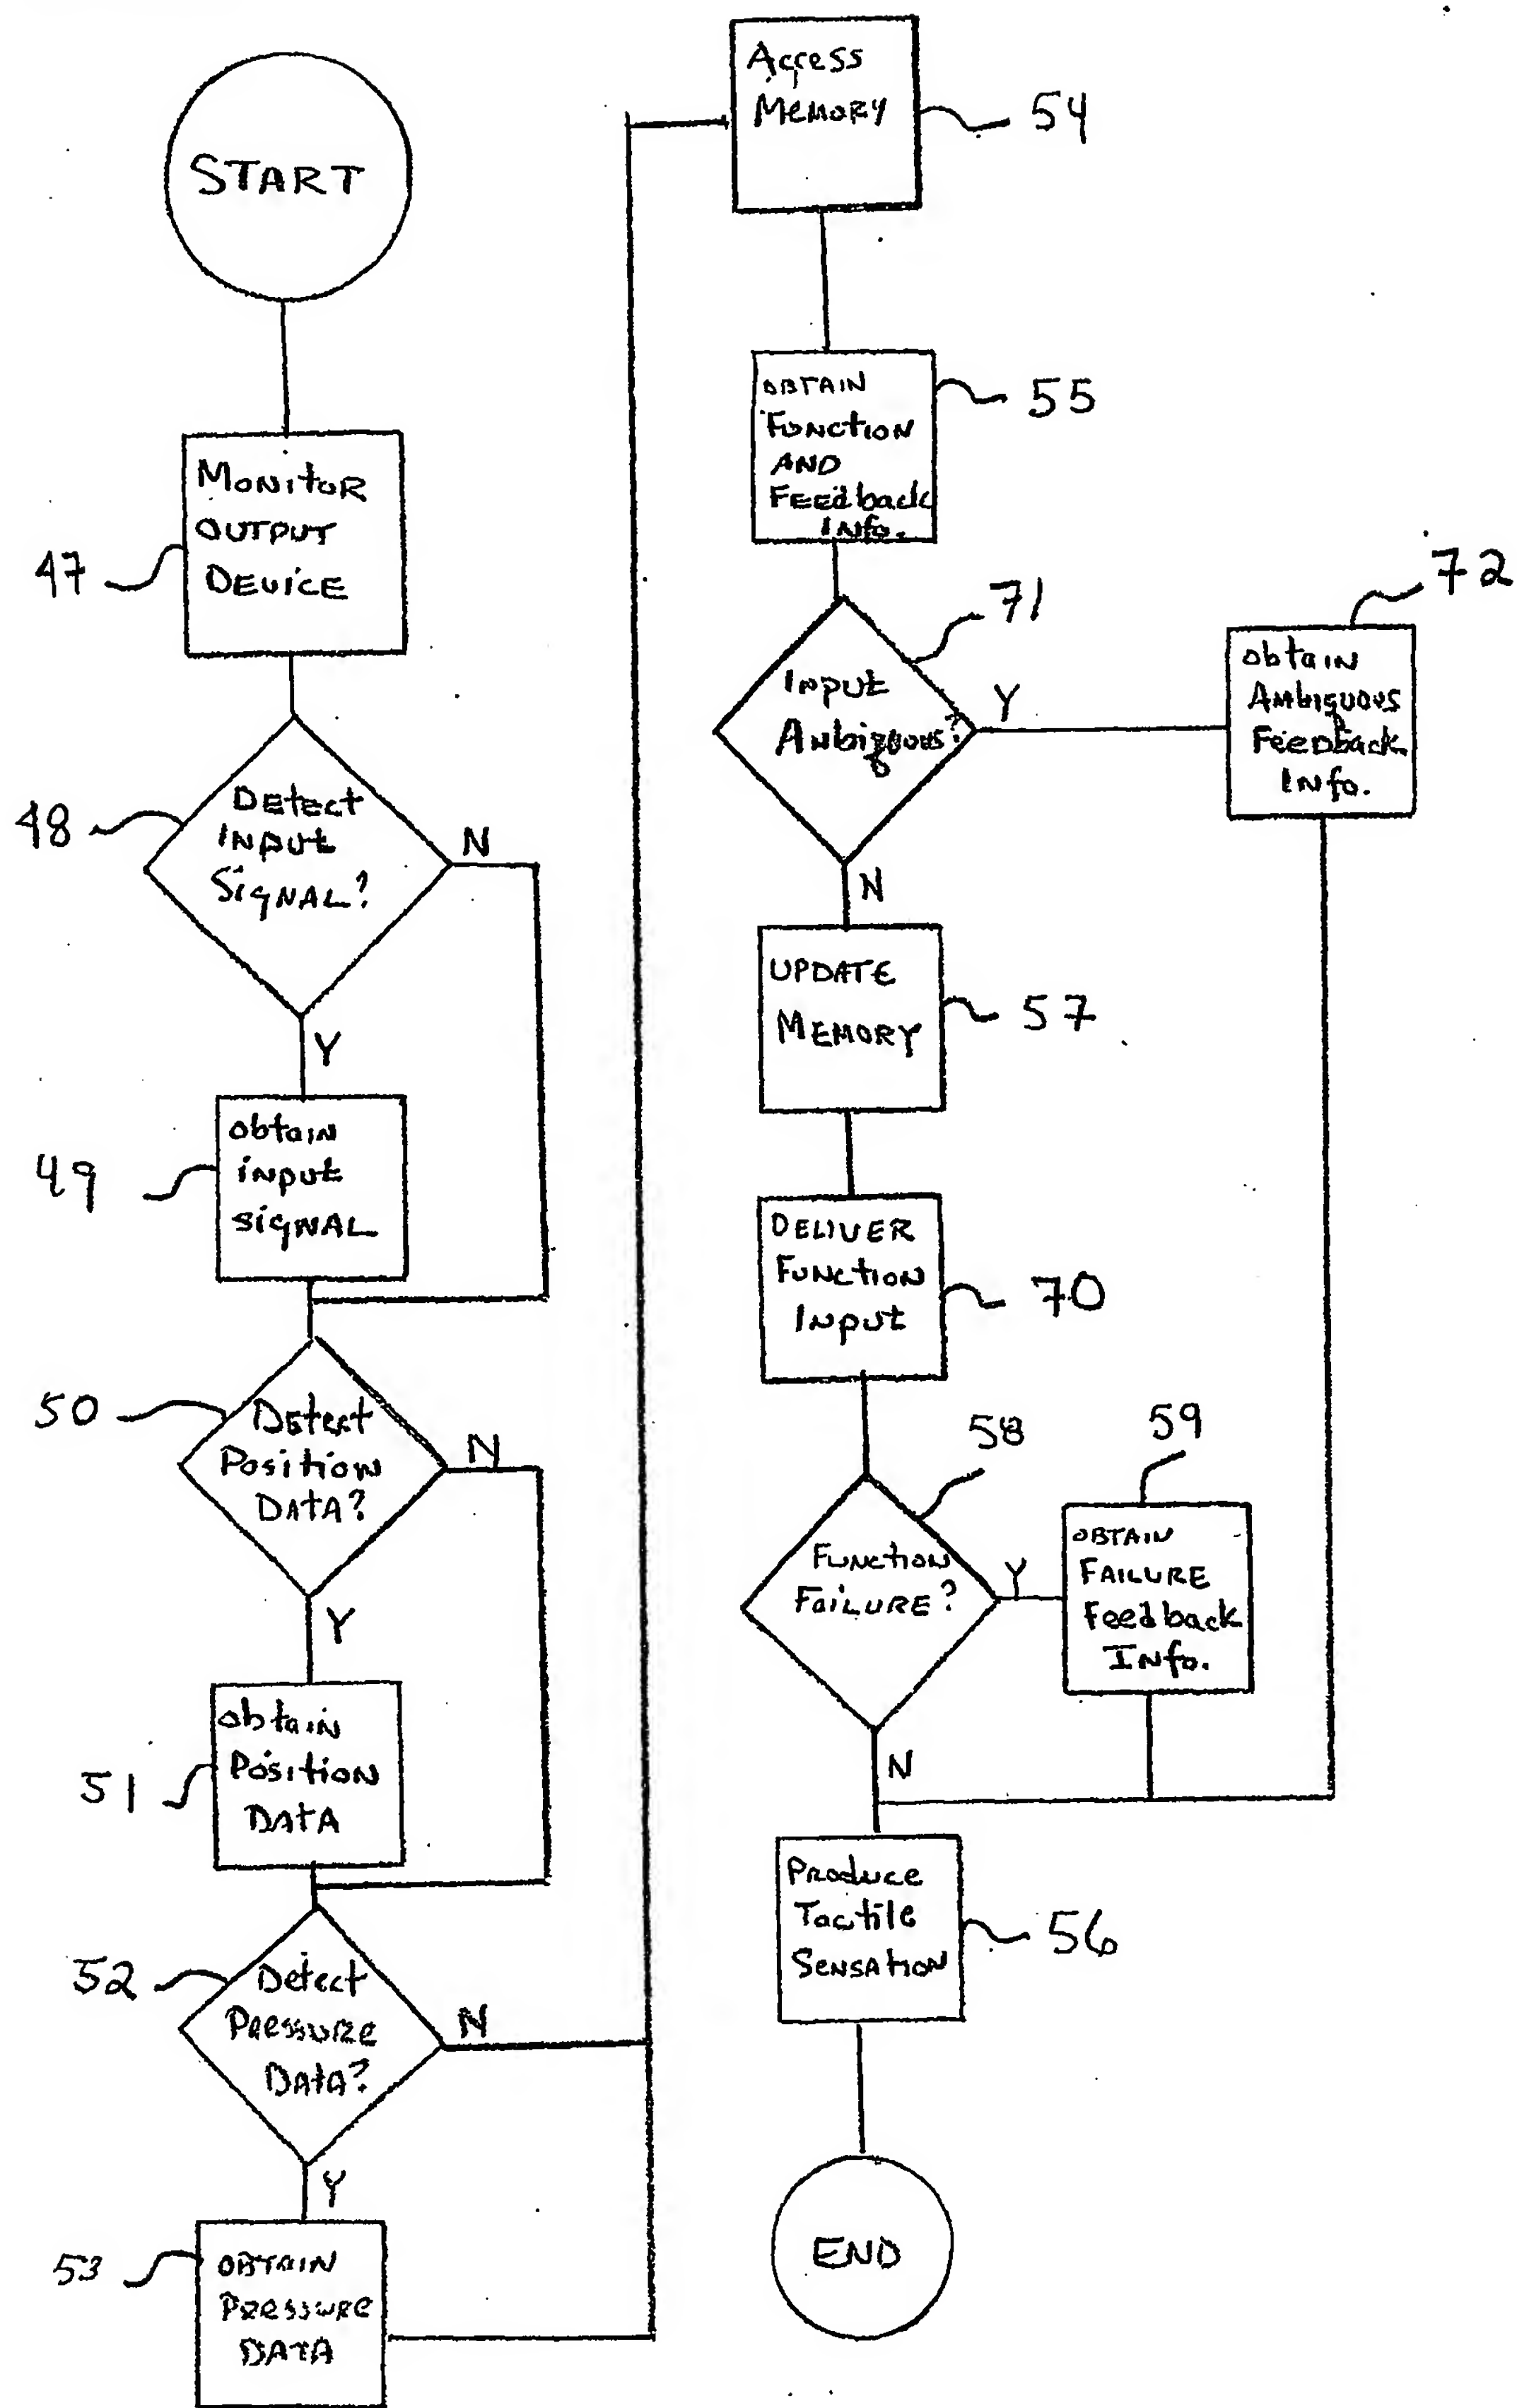 START
MONITOR
OUTPUT
DEVICE
47
DETECT
INPUT
SIGNAL?
48
N
Y
obtain
input
SIGNAL
49
Detect
Position
DATA?
50
N
Y
obtain
Position
DATA
51
Detect
Pressure
DATA?
52
N
Y
OBTAIN
Pressure
DATA
53
Access
Memory
54
OBTAIN
Function
AND
Feedback
Info.
55
Input
Ambiguous?
71
Y
N
obtain
Ambiguous
Feedback
Info.
72
UPDATE
MEMORY
57
DELIVER
Function
Input
70
Function
FAILURE?
58
Y
N
OBTAIN
FAILURE
Feedback
Info.
59
Produce
Tactile
SENSATION
56
END